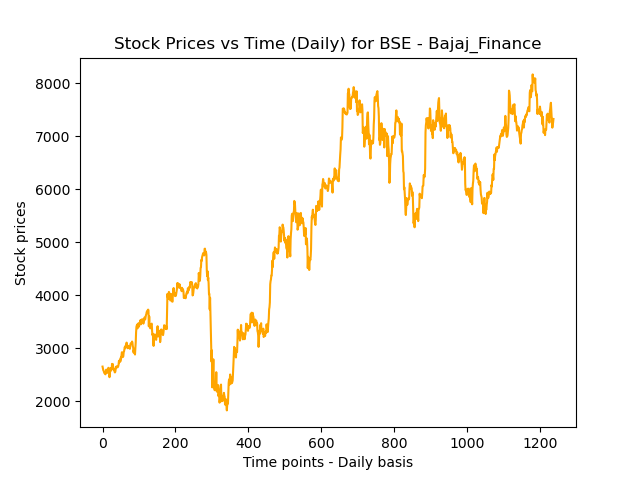 Stock Prices vs Time (Daily) for BSE - Bajaj_Finance
8000
7000
6000
5000
4000
3000
2000
Stock prices
0 200 400 600 800 1000 1200
Time points - Daily basis